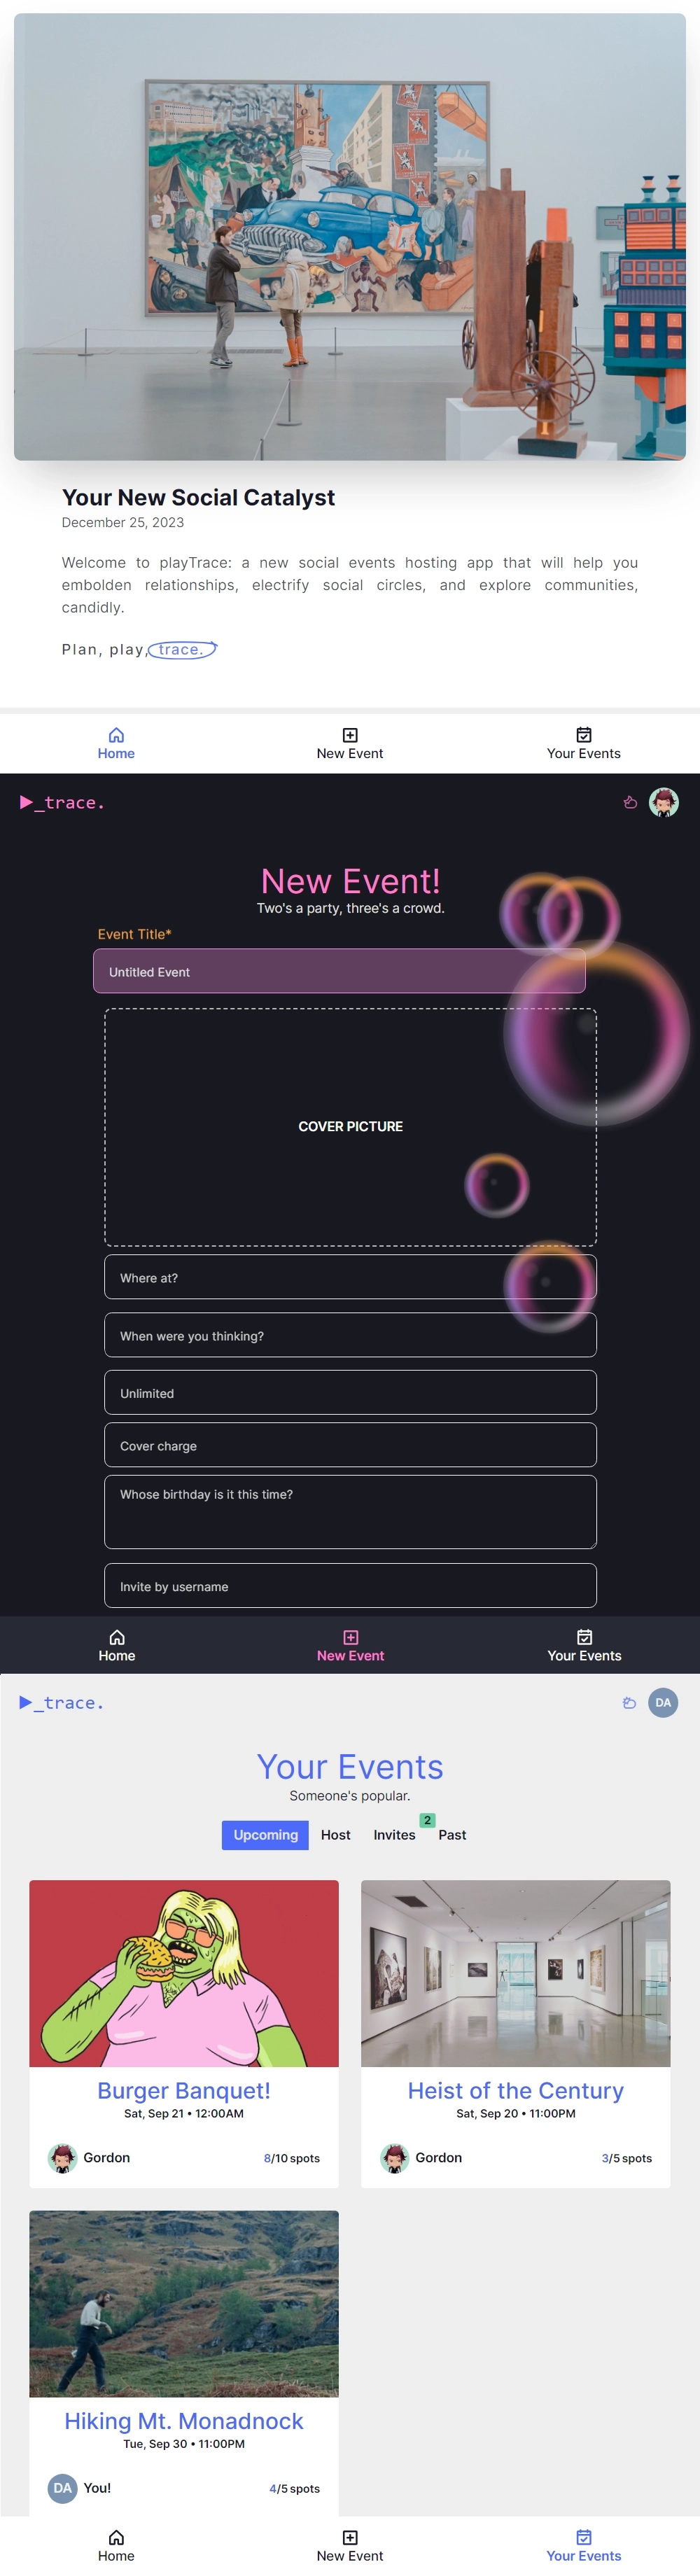 Your New Social Catalyst
December 25, 2023
Welcome to playTrace: a new social events hosting app that will help you
embolden relationships, electrify social circles, and explore communities,
candidly.
Plan, play, trace.
Home
New Event
Your Events
▶_trace.
New Event!
Two's a party, three's a crowd.
Event Title*
Untitled Event
COVER PICTURE
Where at?
When were you thinking?
Unlimited
Cover charge
Whose birthday is it this time?
Invite by username
Home
New Event
Your Events
▶_trace.
DA
Your Events
Someone's popular.
Upcoming Host Invites 2 Past
Burger Banquet!
Sat, Sep 21 • 12:00AM
Gordon 8/10 spots
Heist of the Century
Sat, Sep 20 • 11:00PM
Gordon 3/5 spots
Hiking Mt. Monadnock
Tue, Sep 30 • 11:00PM
DA You! 4/5 spots
Home
New Event
Your Events